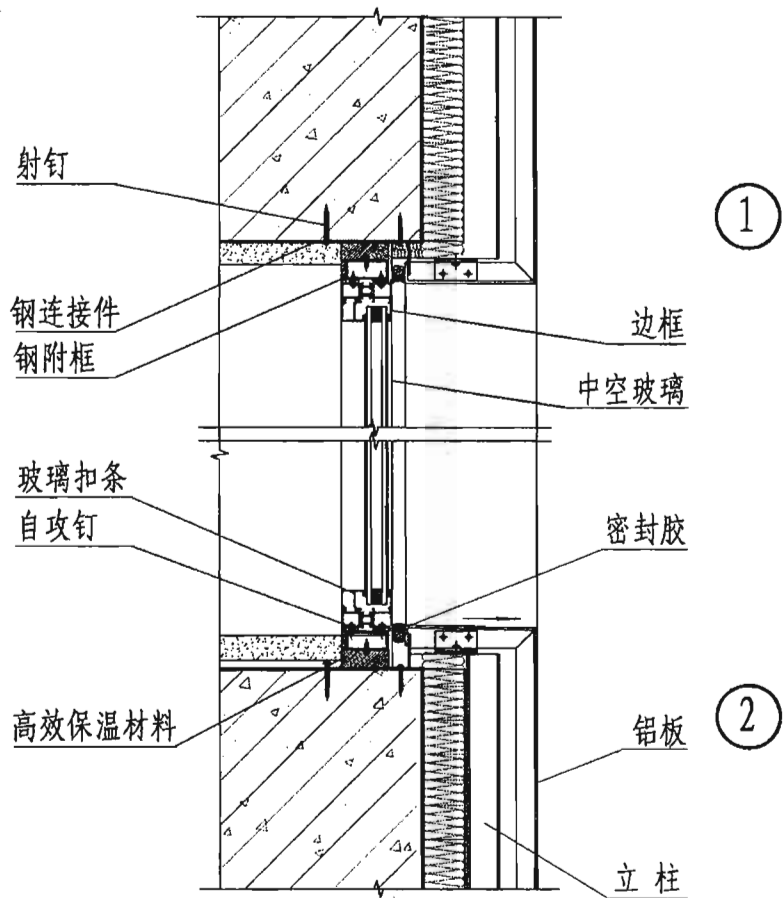 射钉
①
钢连接件
边框
钢附框
中空玻璃
玻璃扣条
自攻钉
密封胶
高效保温材料
②
铝板
立柱